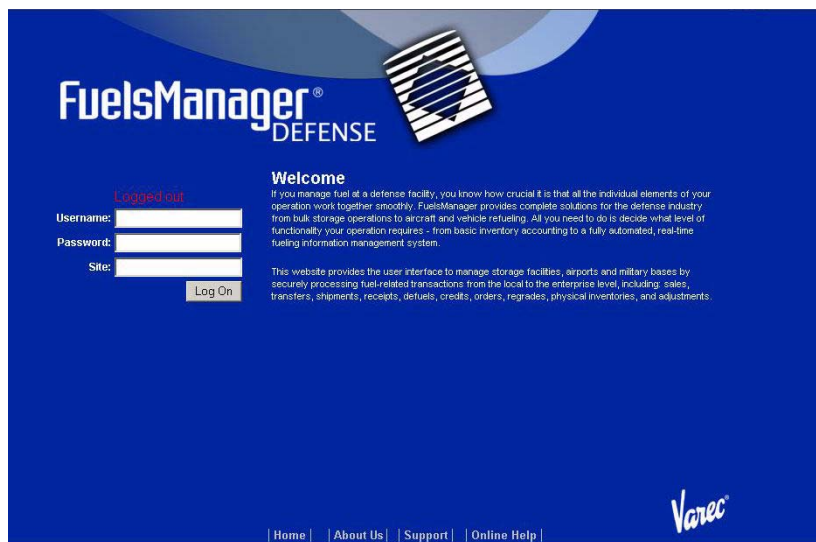 FuelsManager®
DEFENSE
Logged out
Username:
Password:
Site:
Log On
Welcome
If you manage fuel at a defense facility, you know how crucial it is that all the individual elements of your
operation work together smoothly. FuelsManager provides complete solutions for the defense industry
from bulk storage operations to aircraft and vehicle refueling. All you need to do is decide what level of
functionality your operation requires - from basic inventory accounting to a fully automated, real-time
fueling information management system.
This website provides the user interface to manage storage facilities, airports and military bases by
securely processing fuel-related transactions from the local to the enterprise level, including: sales,
transfers, shipments, receipts, defuels, credits, orders, regrades, physical inventories, and adjustments.
Varec®
| Home | | About Us | | Support | | Online Help |